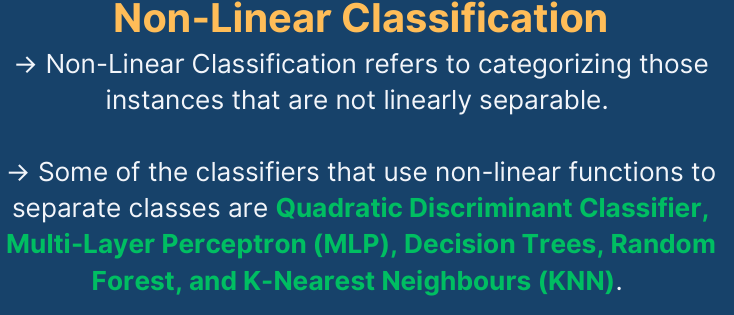 Non-Linear Classification
→ Non-Linear Classification refers to categorizing those
instances that are not linearly separable.
→ Some of the classifiers that use non-linear functions to
separate classes are Quadratic Discriminant Classifier,
Multi-Layer Perceptron (MLP), Decision Trees, Random
Forest, and K-Nearest Neighbours (KNN).